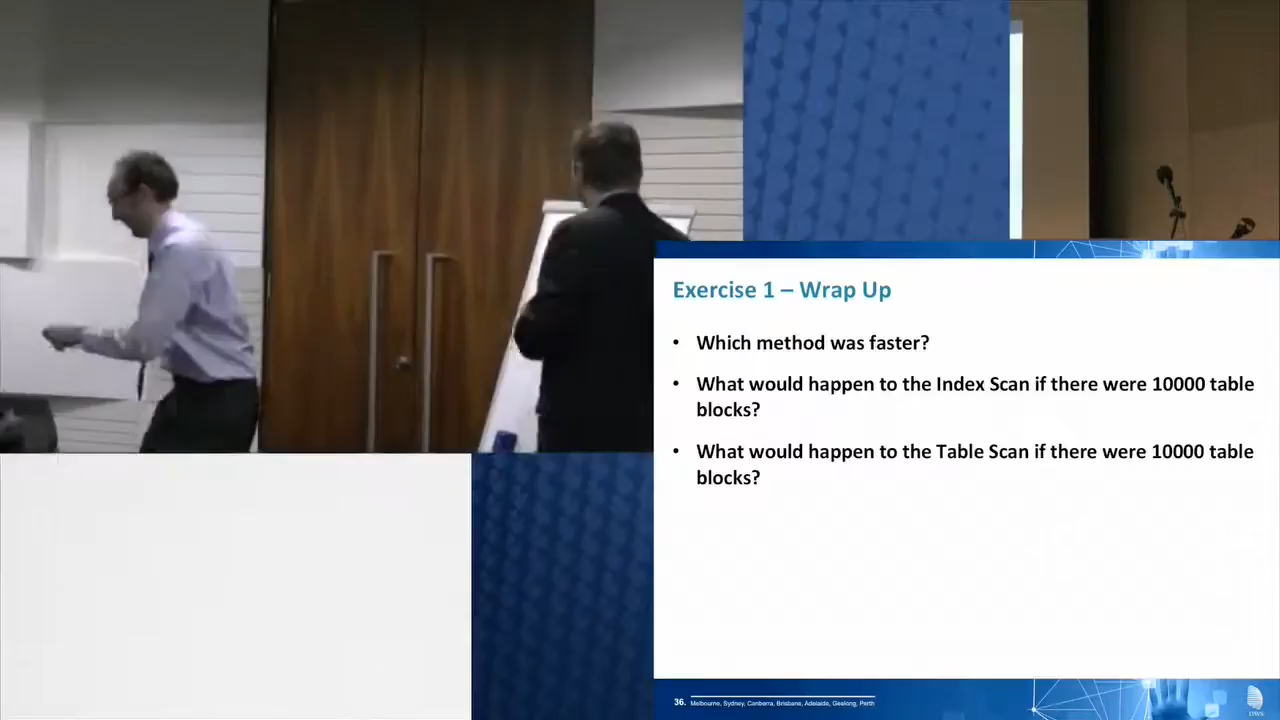 Exercise 1 – Wrap Up
• Which method was faster?
• What would happen to the Index Scan if there were 10000 table
blocks?
• What would happen to the Table Scan if there were 10000 table
blocks?
36. Melbourne, Sydney, Canberra, Brisbane, Adelaide, Geelong, Perth
DWS